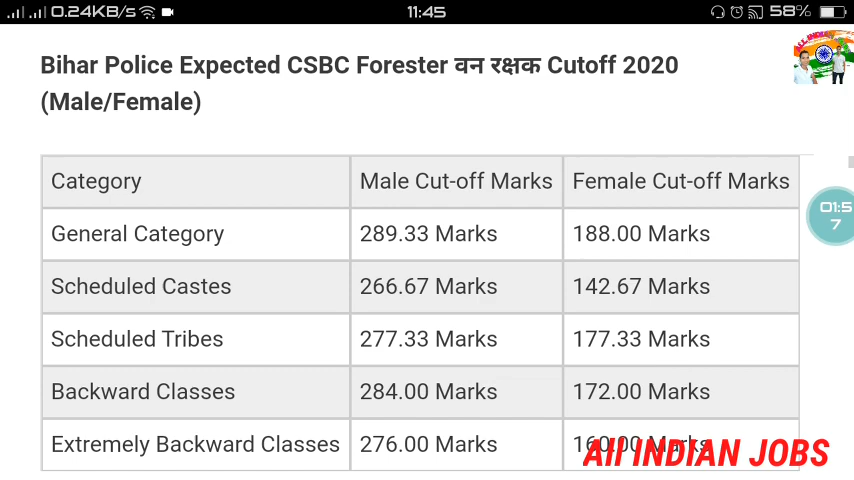 0.24KB/s 11:45 58%
Bihar Police Expected CSBC Forester वन रक्षक Cutoff 2020
(Male/Female)
Category Male Cut-off Marks Female Cut-off Marks
General Category 289.33 Marks 188.00 Marks
Scheduled Castes 266.67 Marks 142.67 Marks
Scheduled Tribes 277.33 Marks 177.33 Marks
Backward Classes 284.00 Marks 172.00 Marks
Extremely Backward Classes 276.00 Marks 160.00 Marks
01:57
All INDIAN JOBS